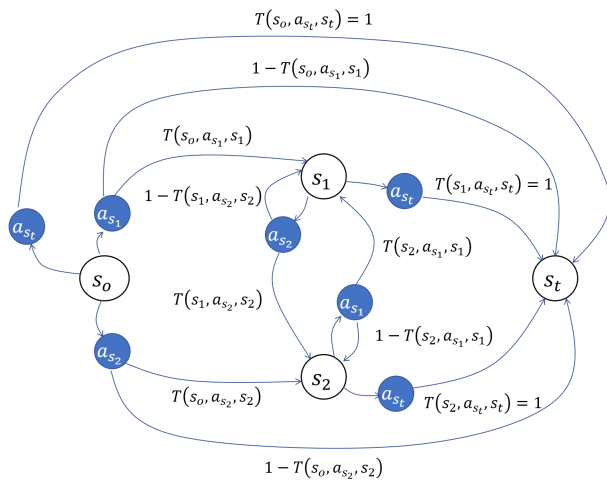 T(s_o, a_{s_t}, s_t) = 1
1 − T(s_o, a_{s_1}, s_1)
T(s_o, a_{s_1}, s_1)
s_1
T(s_1, a_{s_t}, s_t) = 1
1 − T(s_1, a_{s_2}, s_2)
a_{s_t}
a_{s_t}
a_{s_1}
a_{s_2}
T(s_2, a_{s_1}, s_1)
s_o
s_t
T(s_1, a_{s_2}, s_2)
a_{s_1}
1 − T(s_2, a_{s_1}, s_1)
a_{s_2}
s_2
T(s_o, a_{s_2}, s_2)
a_{s_t}
T(s_2, a_{s_t}, s_t) = 1
1 − T(s_o, a_{s_2}, s_2)